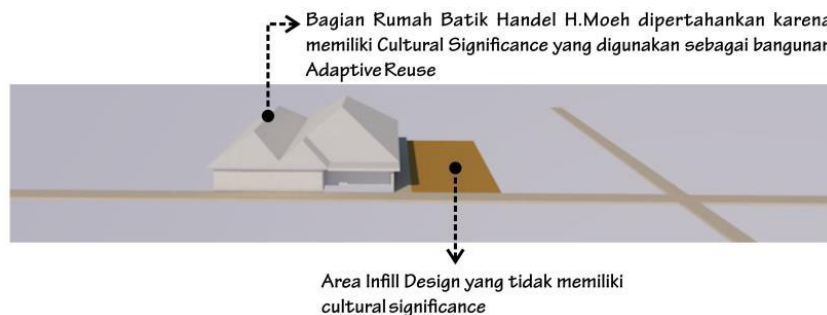 Bagian Rumah Batik Handel H.Moeh dipertahankan karena
memiliki Cultural Significance yang digunakan sebagai bangunan
Adaptive Reuse
Area Infill Design yang tidak memiliki
cultural significance